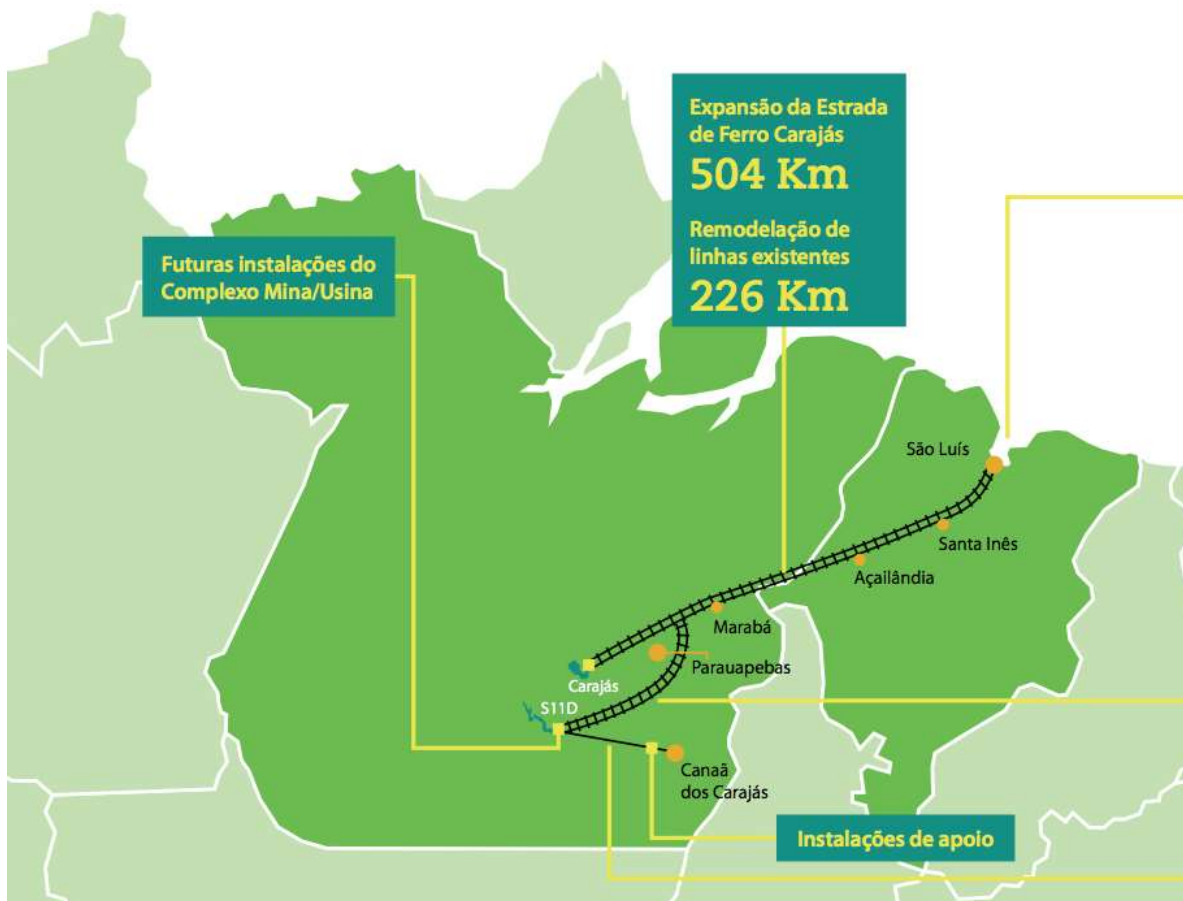 Expansão da Estrada
de Ferro Carajás
504 Km
Remodelação de
linhas existentes
226 Km
Futuras instalações do
Complexo Mina/Usina
São Luís
Santa Inês
Açailândia
Marabá
Parauapebas
Carajás
S11D
Canaã
dos Carajás
Instalações de apoio